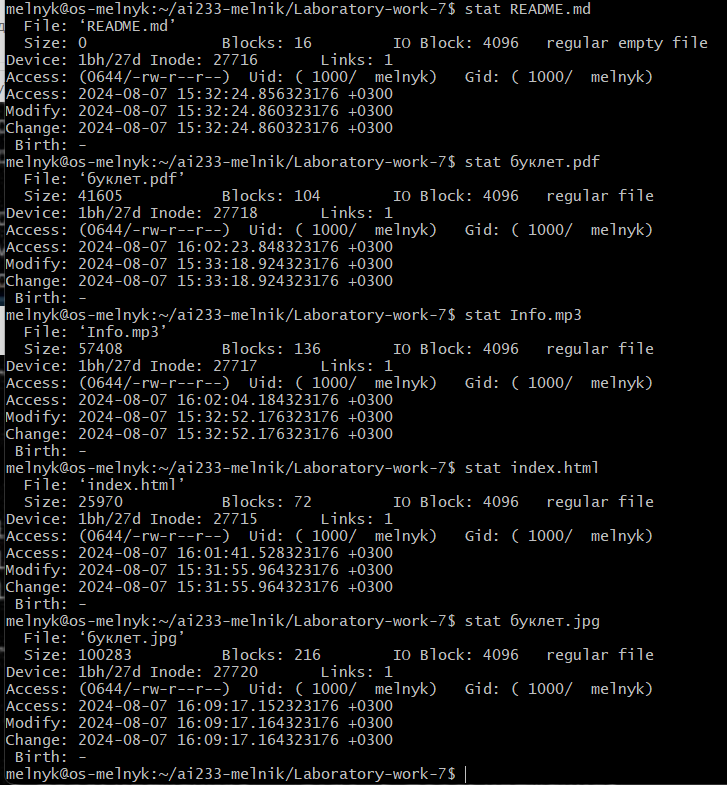 melnyk@os-melnyk:~/ai233-melnik/Laboratory-work-7$ stat README.md
  File: ‘README.md’
  Size: 0               Blocks: 16         IO Block: 4096   regular empty file
Device: 1bh/27d Inode: 27716       Links: 1
Access: (0644/-rw-r--r--)  Uid: ( 1000/  melnyk)   Gid: ( 1000/  melnyk)
Access: 2024-08-07 15:32:24.856323176 +0300
Modify: 2024-08-07 15:32:24.860323176 +0300
Change: 2024-08-07 15:32:24.860323176 +0300
 Birth: -
melnyk@os-melnyk:~/ai233-melnik/Laboratory-work-7$ stat буклет.pdf
  File: ‘буклет.pdf’
  Size: 41605           Blocks: 104        IO Block: 4096   regular file
Device: 1bh/27d Inode: 27718       Links: 1
Access: (0644/-rw-r--r--)  Uid: ( 1000/  melnyk)   Gid: ( 1000/  melnyk)
Access: 2024-08-07 16:02:23.848323176 +0300
Modify: 2024-08-07 15:33:18.924323176 +0300
Change: 2024-08-07 15:33:18.924323176 +0300
 Birth: -
melnyk@os-melnyk:~/ai233-melnik/Laboratory-work-7$ stat Info.mp3
  File: ‘Info.mp3’
  Size: 57408           Blocks: 136        IO Block: 4096   regular file
Device: 1bh/27d Inode: 27717       Links: 1
Access: (0644/-rw-r--r--)  Uid: ( 1000/  melnyk)   Gid: ( 1000/  melnyk)
Access: 2024-08-07 16:02:04.184323176 +0300
Modify: 2024-08-07 15:32:52.176323176 +0300
Change: 2024-08-07 15:32:52.176323176 +0300
 Birth: -
melnyk@os-melnyk:~/ai233-melnik/Laboratory-work-7$ stat index.html
  File: ‘index.html’
  Size: 25970           Blocks: 72         IO Block: 4096   regular file
Device: 1bh/27d Inode: 27715       Links: 1
Access: (0644/-rw-r--r--)  Uid: ( 1000/  melnyk)   Gid: ( 1000/  melnyk)
Access: 2024-08-07 16:01:41.528323176 +0300
Modify: 2024-08-07 15:31:55.964323176 +0300
Change: 2024-08-07 15:31:55.964323176 +0300
 Birth: -
melnyk@os-melnyk:~/ai233-melnik/Laboratory-work-7$ stat буклет.jpg
  File: ‘буклет.jpg’
  Size: 100283          Blocks: 216        IO Block: 4096   regular file
Device: 1bh/27d Inode: 27720       Links: 1
Access: (0644/-rw-r--r--)  Uid: ( 1000/  melnyk)   Gid: ( 1000/  melnyk)
Access: 2024-08-07 16:09:17.152323176 +0300
Modify: 2024-08-07 16:09:17.164323176 +0300
Change: 2024-08-07 16:09:17.164323176 +0300
 Birth: -
melnyk@os-melnyk:~/ai233-melnik/Laboratory-work-7$